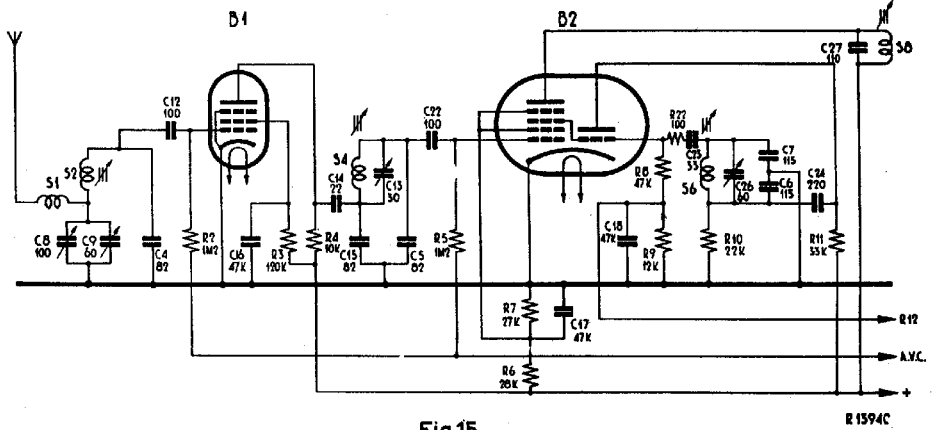 B1
B2
C27
110
S8
C12
100
C22
100
R22
100
C23
33
C7
115
S2
S4
R8
47K
S6
C6
115
C24
220
S1
C14
22
C13
50
C26
60
C8
100
C9
60
C4
82
R2
1M2
C16
47K
R3
120K
R4
10K
C15
82
C5
82
R5
1M2
C18
47K
R9
12K
R10
22K
R11
33K
R7
27K
C17
47K
R12
A.V.C.
R6
28K
+
R1394C
Fig 15